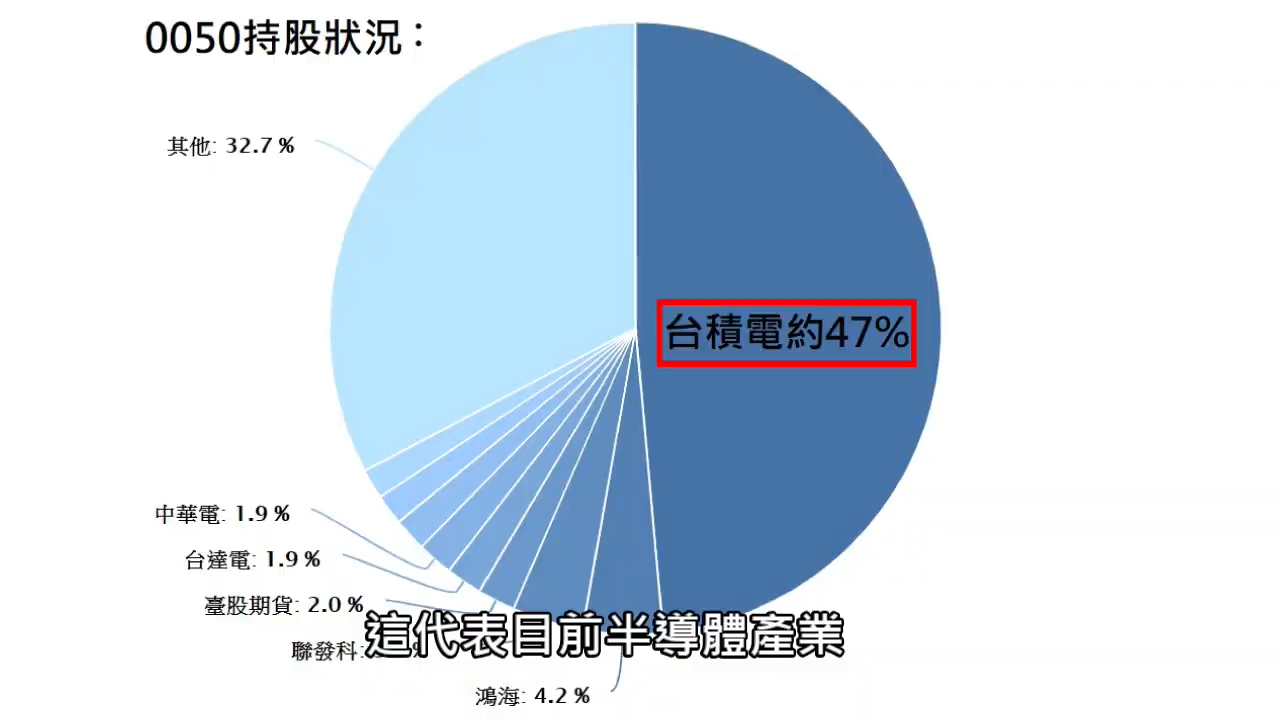 0050持股狀況：
其他: 32.7 %
台積電約47%
中華電: 1.9 %
台達電: 1.9 %
臺股期貨: 2.0 %
這代表目前半導體產業
聯發科:
鴻海: 4.2 %